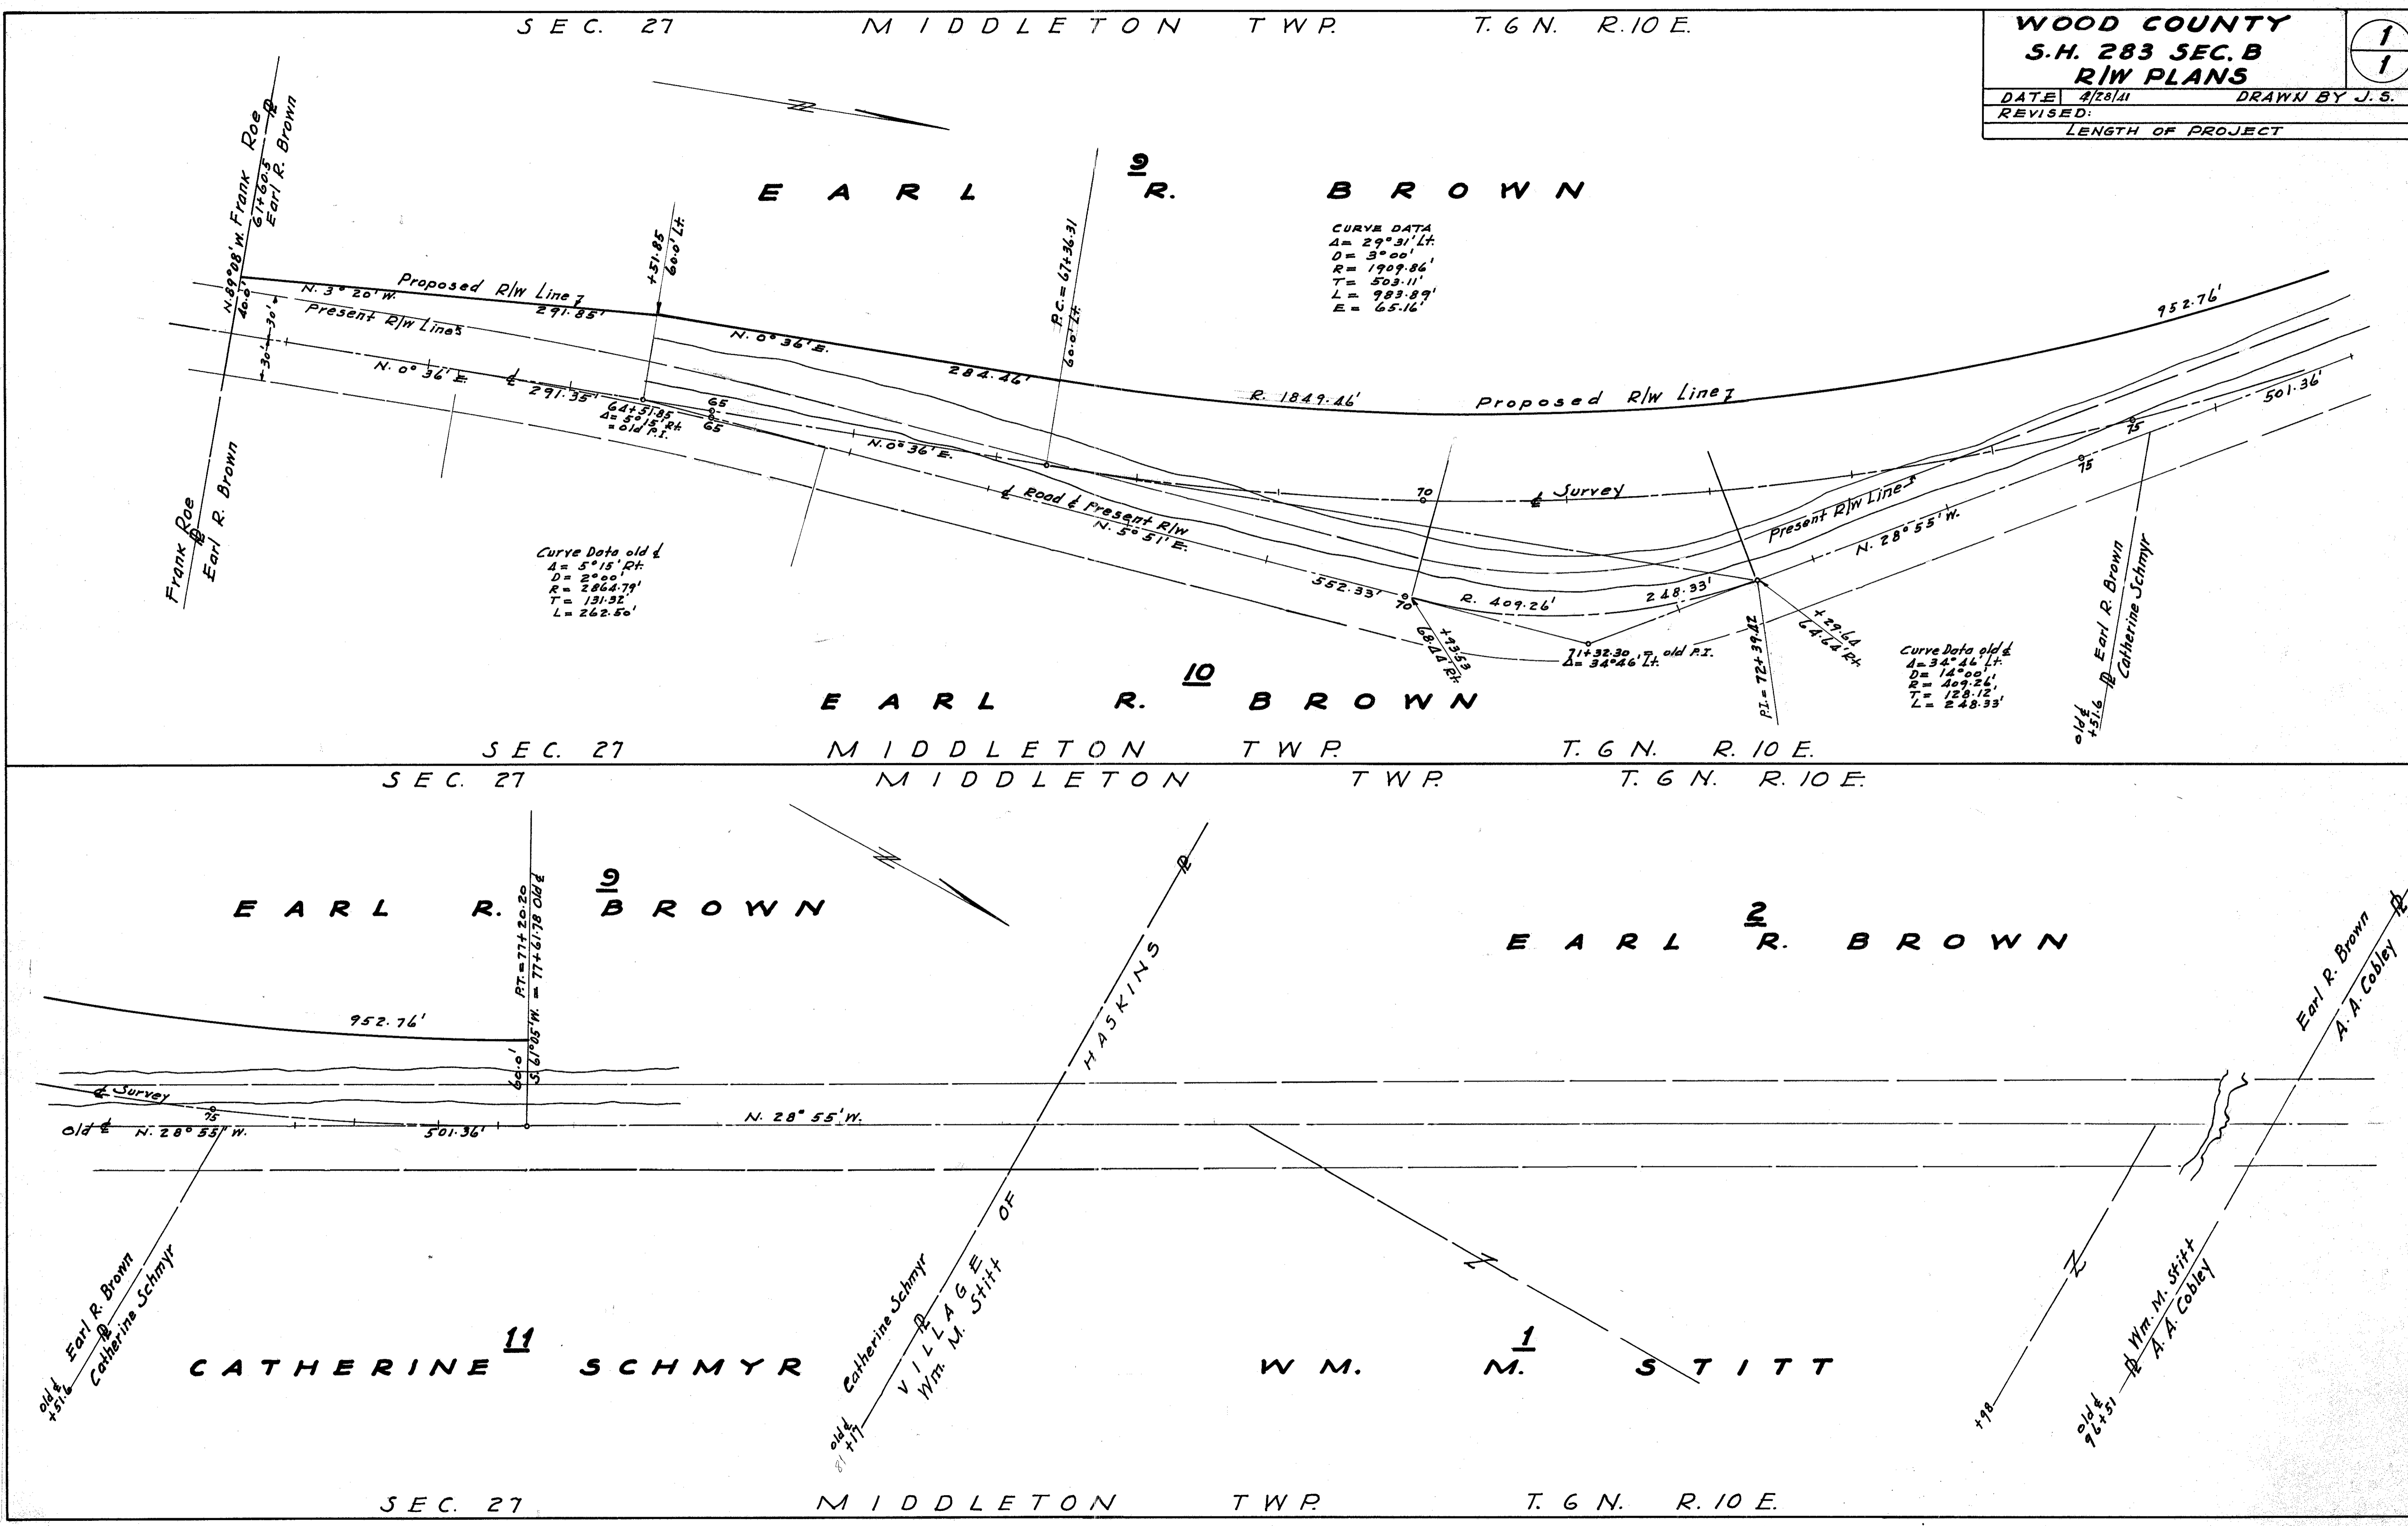 SEC. 27 MIDDLETON TWP. T. 6 N. R. 10 E.
WOOD COUNTY
S.H. 283 SEC. B
R/W PLANS
1
1
DATE 4/28/41 DRAWN BY J. S.
REVISED:
LENGTH OF PROJECT
N
9
EARL R. BROWN
N. 89° 08' W. Frank Roe
61+60.5
Earl R. Brown
40.0'
30'
30'
N. 3° 20' W.
Proposed R/W Line
291.85'
Present R/W Lines
+51.85
60.0' Lt.
N. 0° 36' E.
284.46'
P.C. = 67+36.31
60.0' Lt.
CURVE DATA
Δ = 29° 31' Lt.
D = 3° 00'
R = 1909.86'
T = 503.11'
L = 983.89'
E = 65.16'
R. 1849.46'
Proposed R/W Line
952.76'
N. 0° 36' E. ℄
291.35'
64+51.85
Δ = 5° 15' Rt.
= old P.I.
65
65
N. 0° 36' E.
℄ Road & Present R/W
N. 5° 51' E.
70
℄ Survey
Present R/W Line
N. 28° 55' W.
75
75
501.36'
552.33'
70
R. 409.26'
248.33'
+93.53
68.44' Rt.
71+32.30 = old P.I.
Δ = 34° 46' Lt.
P.I. = 72+39.42
+29.64
64.64' Rt.
Curve Data old ℄
Δ = 34° 46' Lt.
D = 14° 00'
R = 409.26'
T = 128.12'
L = 248.33'
old ℄
+51.6 Earl R. Brown
Catherine Schmyr
Frank Roe
Earl R. Brown
Curve Data old ℄
Δ = 5° 15' Rt.
D = 2° 00'
R = 2864.79'
T = 131.32'
L = 262.50'
10
EARL R. BROWN
SEC. 27 MIDDLETON TWP. T. 6 N. R. 10 E.
SEC. 27 MIDDLETON TWP. T. 6 N. R. 10 E.
N
9
EARL R. BROWN
P.T. = 77+20.20
S. 61° 05' W. = 77+61.78 Old ℄
60.0'
952.76'
℄ Survey
75
Old ℄ N. 28° 55' W.
501.36'
N. 28° 55' W.
2
EARL R. BROWN
Earl R. Brown
A. A. Cobley
VILLAGE OF HASKINS
Catherine Schmyr
Wm. M. Stitt
old ℄
81+17
Earl R. Brown
Catherine Schmyr
old ℄
+51.6
11
CATHERINE SCHMYR
1
WM. M. STITT
+98
Wm. M. Stitt
A. A. Cobley
old ℄
96+51
SEC. 27 MIDDLETON TWP. T. 6 N. R. 10 E.